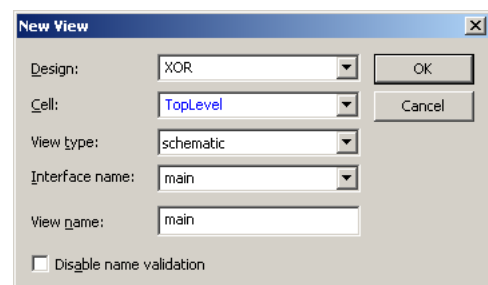 New View
Design: XOR OK
Cell: TopLevel Cancel
View type: schematic
Interface name: main
View name: main
Disable name validation